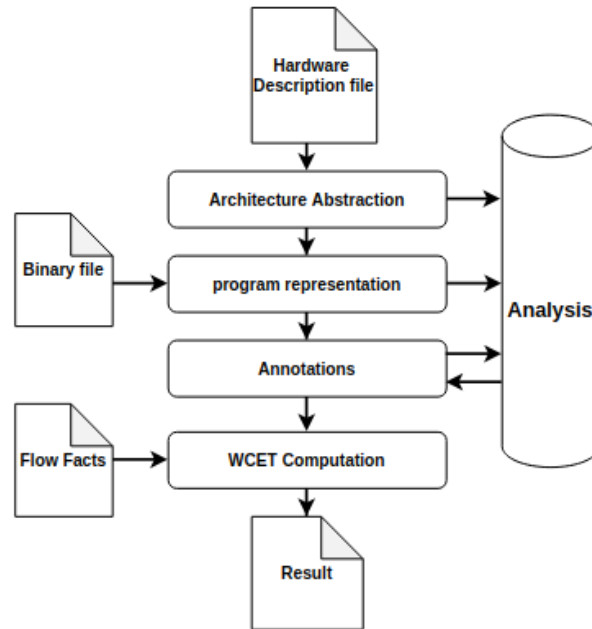 Hardware
Description file
Architecture Abstraction
Binary file
program representation
Analysis
Annotations
Flow Facts
WCET Computation
Result